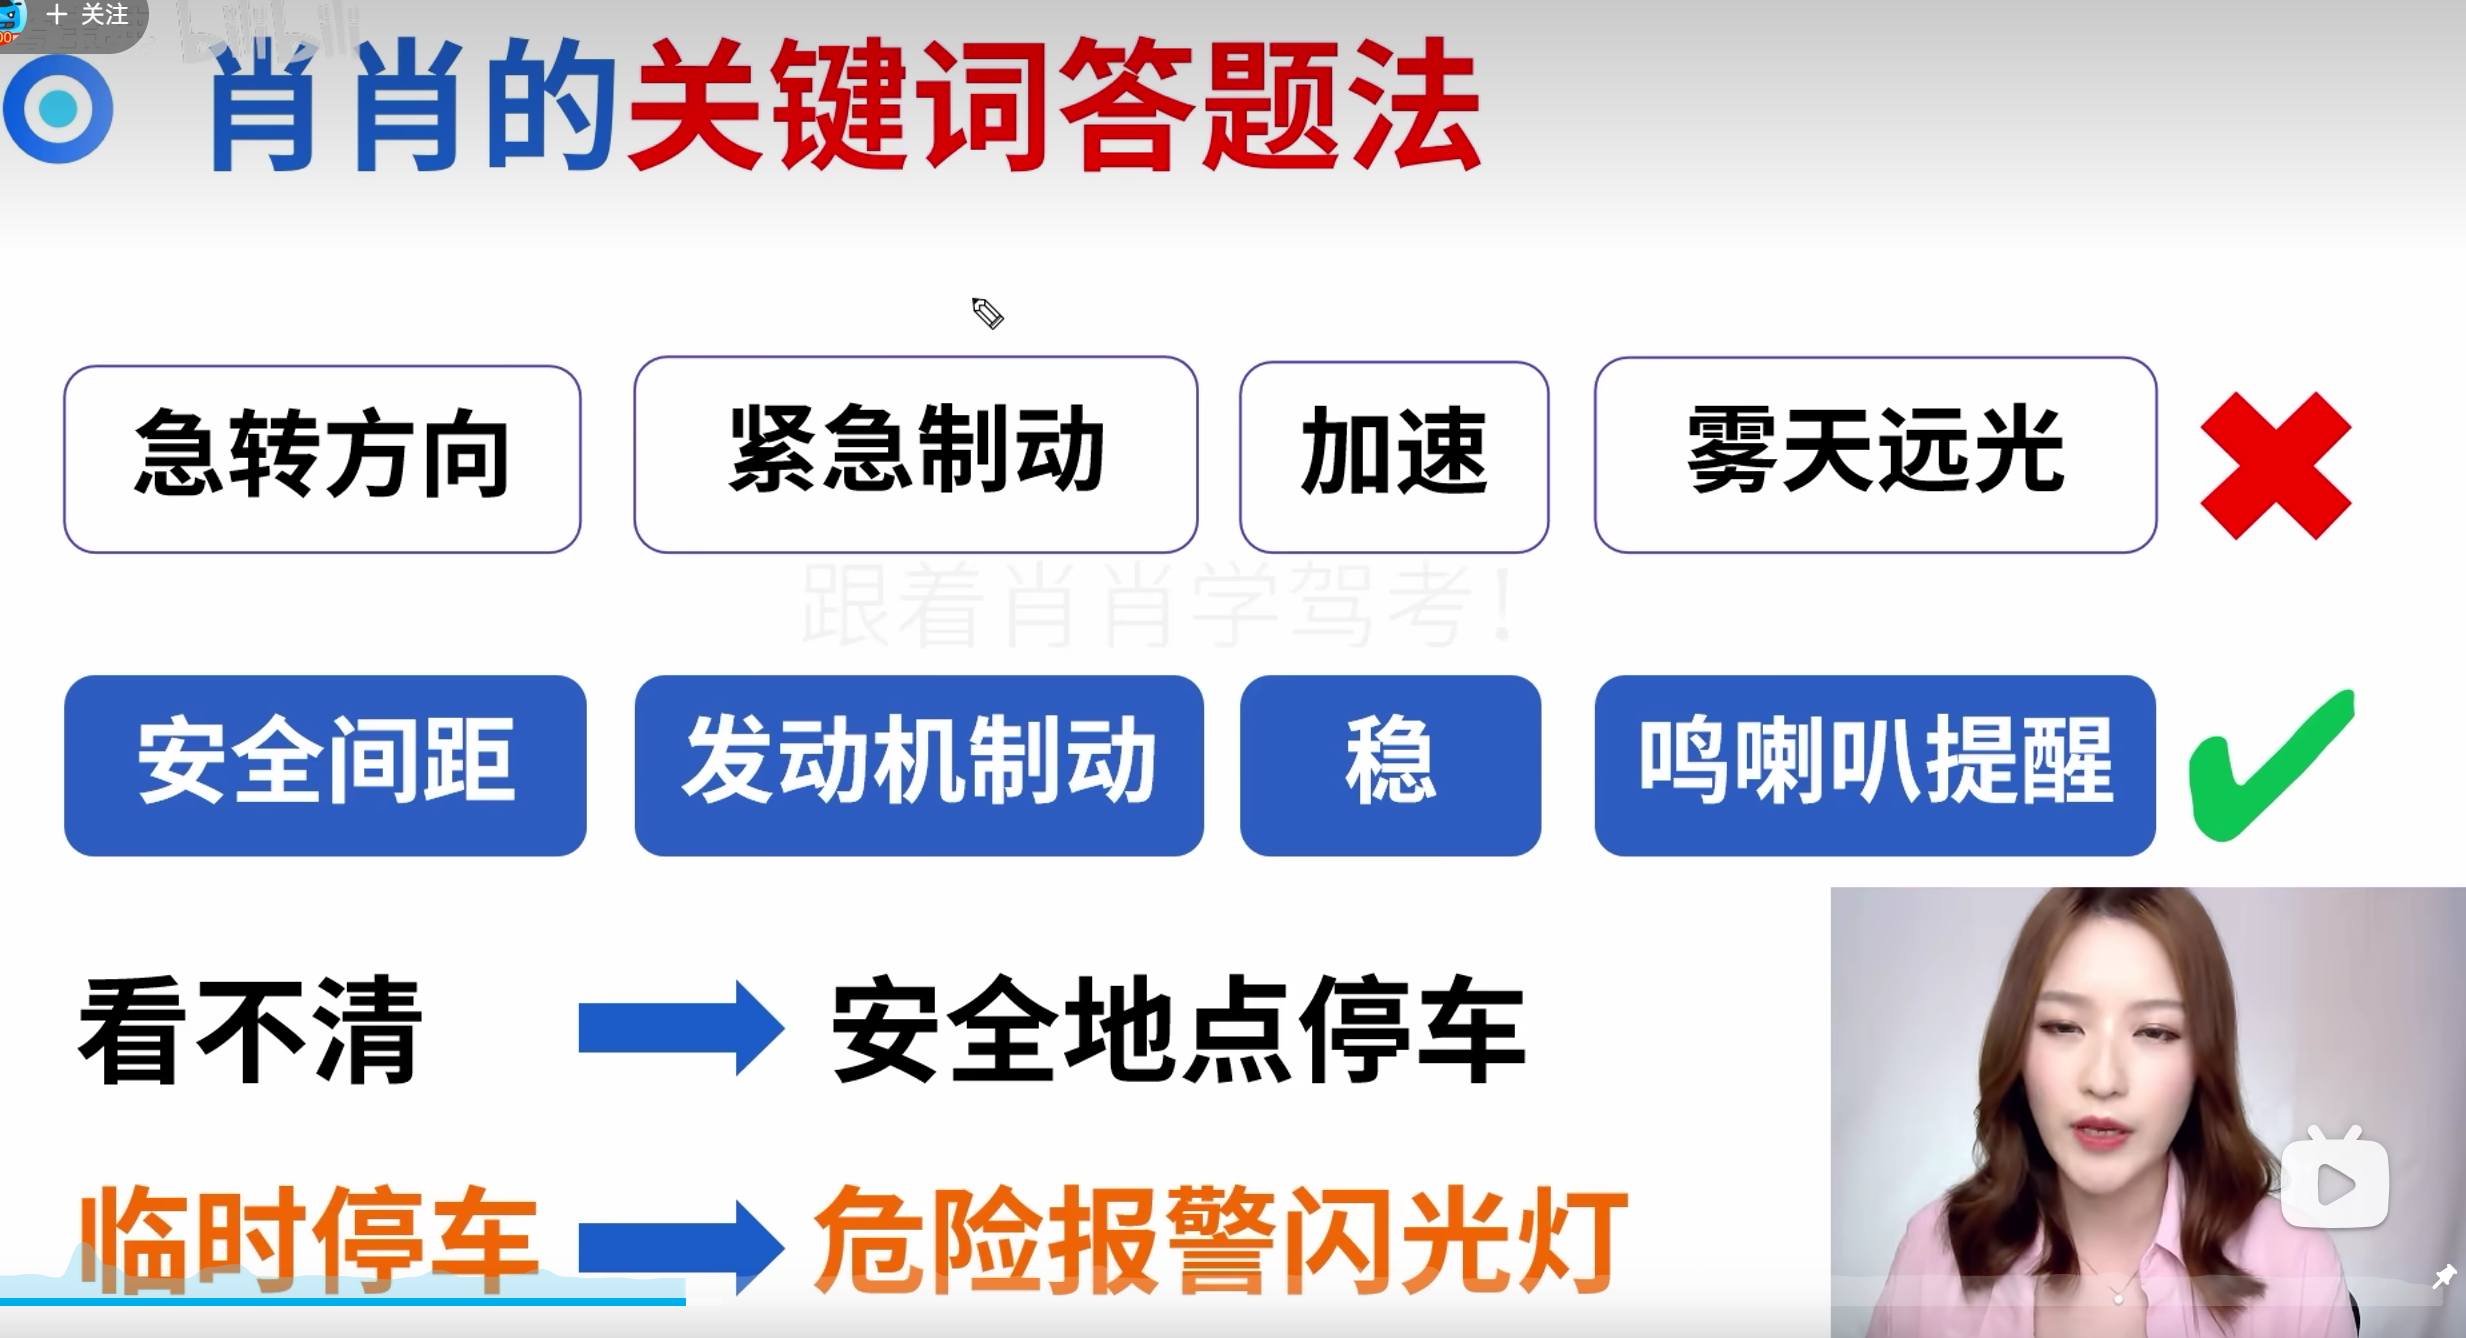 + 关注
bilibili
肖肖的关键词答题法
急转方向 紧急制动 加速 雾天远光
跟着肖肖学驾考!
安全间距 发动机制动 稳 鸣喇叭提醒
看不清 安全地点停车
临时停车 危险报警闪光灯